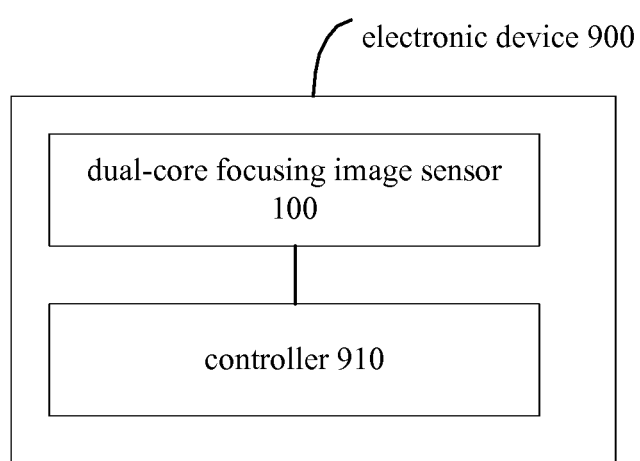 electronic device 900
dual-core focusing image sensor
100
controller 910